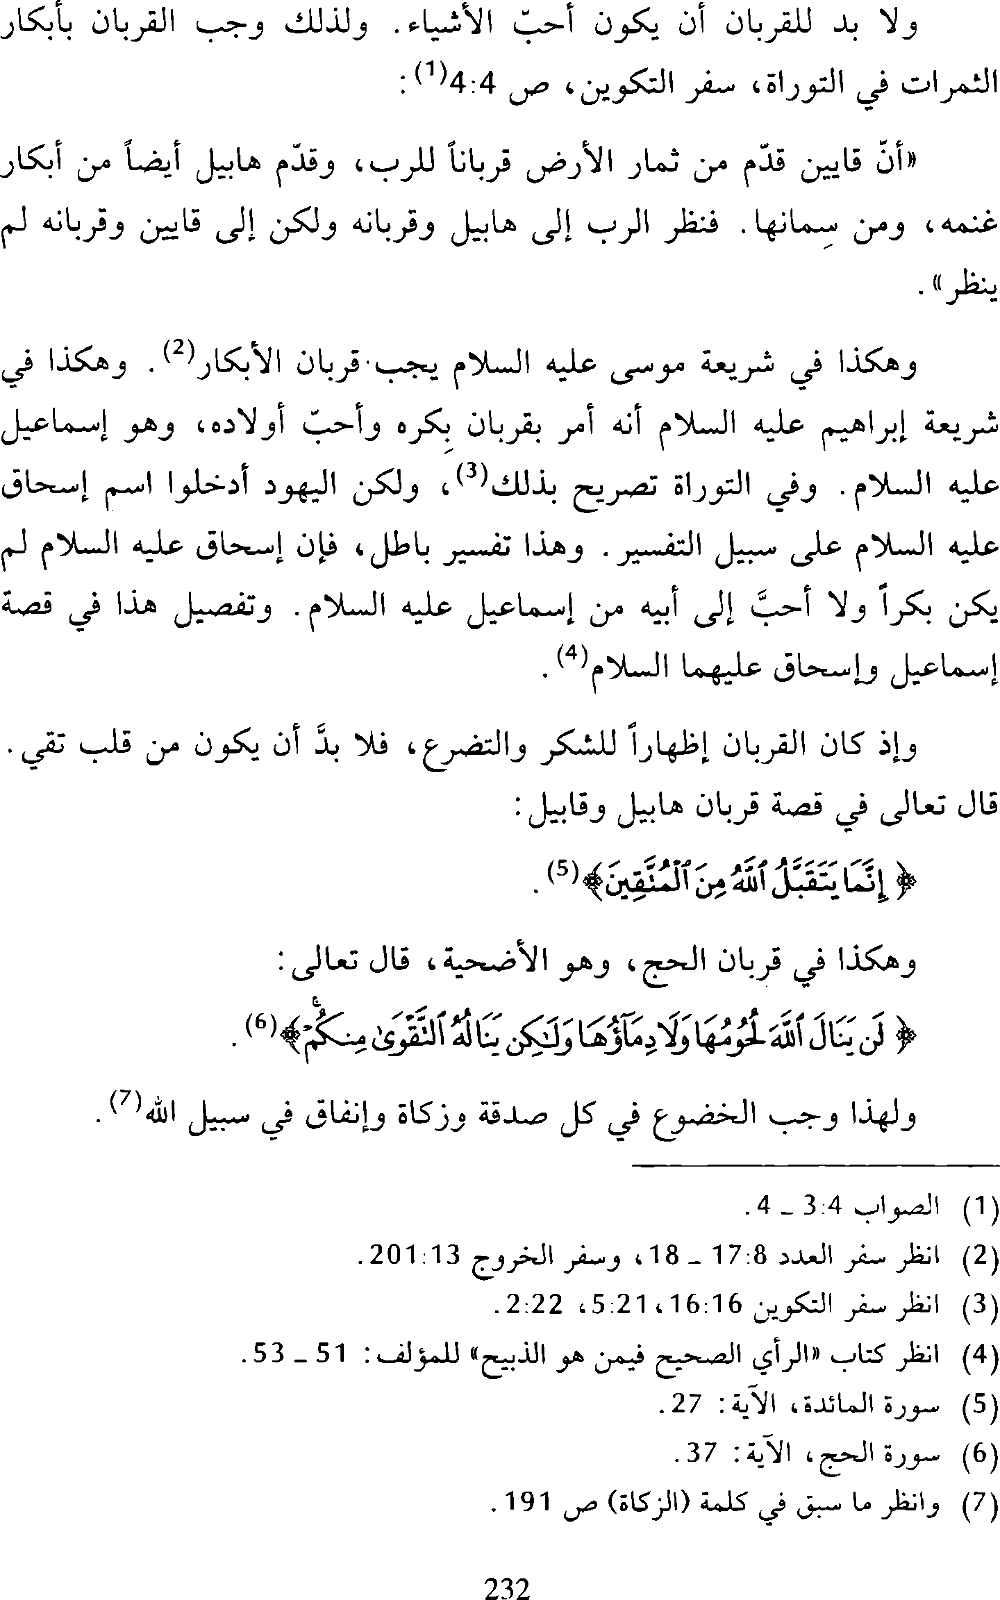 ولا بد للقربان أن يكون أحبّ الأشياء. ولذلك وجب القربان بأبكار
الثمرات في التوراة، سفر التكوين، ص 4:4(1):
«أنّ قايين قدّم من ثمار الأرض قرباناً للرب، وقدّم هابيل أيضاً من أبكار
غنمه، ومن سِمانها. فنظر الرب إلى هابيل وقربانه ولكن إلى قايين وقربانه لم
ينظر».
وهكذا في شريعة موسى عليه السلام يجب قربان الأبكار(2). وهكذا في
شريعة إبراهيم عليه السلام أنه أمر بقربان بِكره وأحبّ أولاده، وهو إسماعيل
عليه السلام. وفي التوراة تصريح بذلك(3)، ولكن اليهود أدخلوا اسم إسحاق
عليه السلام على سبيل التفسير. وهذا تفسير باطل، فإن إسحاق عليه السلام لم
يكن بكراً ولا أحبَّ إلى أبيه من إسماعيل عليه السلام. وتفصيل هذا في قصة
إسماعيل وإسحاق عليهما السلام(4).
وإذ كان القربان إظهاراً للشكر والتضرع، فلا بدَّ أن يكون من قلب تقي.
قال تعالى في قصة قربان هابيل وقابيل:
﴿إِنَّمَا يَتَقَبَّلُ ٱللَّهُ مِنَ ٱلْمُتَّقِينَ﴾(5).
وهكذا في قربان الحج، وهو الأضحية، قال تعالى:
﴿لَن يَنَالَ ٱللَّهَ لُحُومُهَا وَلَا دِمَآؤُهَا وَلَٰكِن يَنَالُهُ ٱلتَّقْوَىٰ مِنكُمْۚ﴾(6).
ولهذا وجب الخضوع في كل صدقة وزكاة وإنفاق في سبيل الله(7).
(1) الصواب 3:4 ـ 4.
(2) انظر سفر العدد 17:8 ـ 18، وسفر الخروج 201:13.
(3) انظر سفر التكوين 16:16، 5:21، 2:22.
(4) انظر كتاب «الرأي الصحيح فيمن هو الذبيح» للمؤلف: 51 ـ 53.
(5) سورة المائدة، الآية: 27.
(6) سورة الحج، الآية: 37.
(7) وانظر ما سبق في كلمة (الزكاة) ص 191.
232